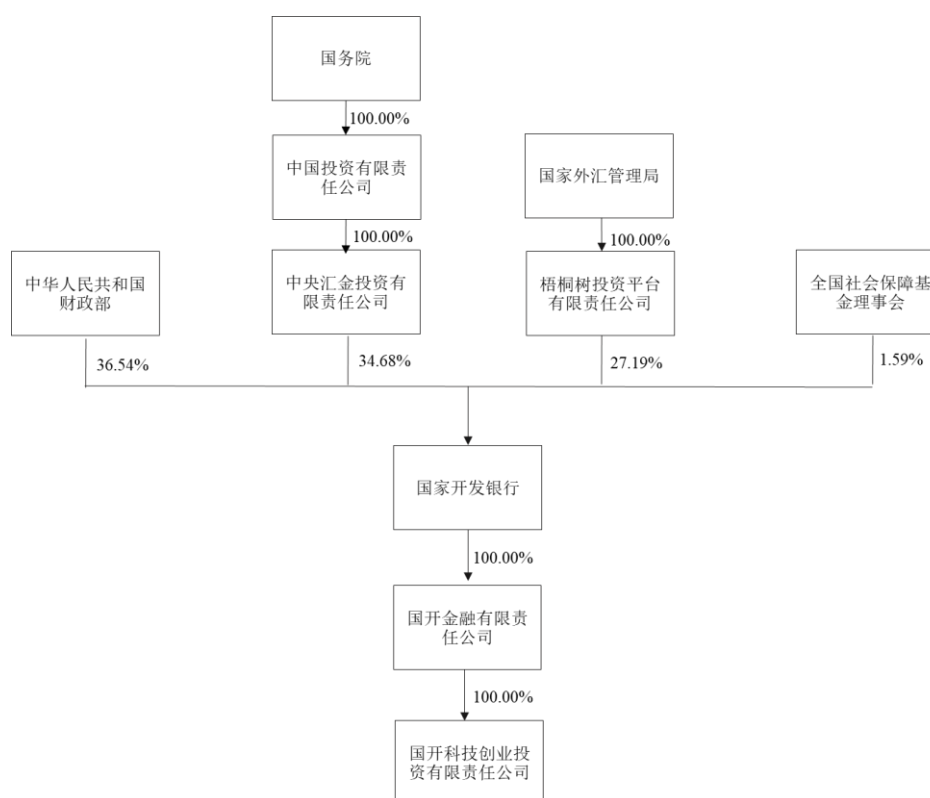 国务院
100.00%
中国投资有限责
任公司
国家外汇管理局
100.00%
100.00%
中华人民共和国
财政部
中央汇金投资有
限责任公司
梧桐树投资平台
有限责任公司
全国社会保障基
金理事会
36.54%
34.68%
27.19%
1.59%
国家开发银行
100.00%
国开金融有限责
任公司
100.00%
国开科技创业投
资有限责任公司